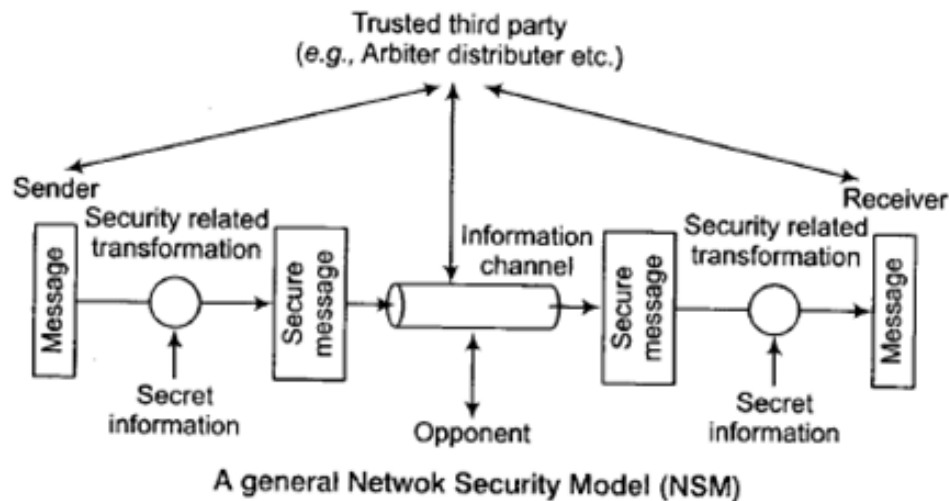 Trusted third party
(e.g., Arbiter distributer etc.)
Sender
Receiver
Security related
transformation
Information
channel
Security related
transformation
Message
Secure
message
Secure
message
Message
Secret
information
Opponent
Secret
information
A general Netwok Security Model (NSM)